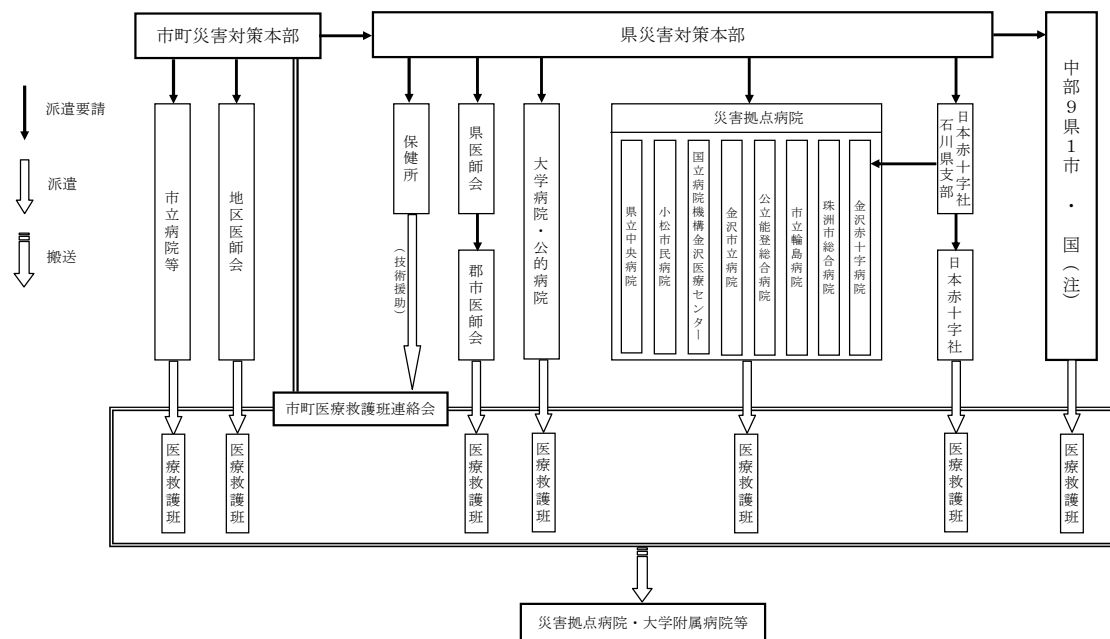 市町災害対策本部
県災害対策本部
中部9県1市・国(注)
派遣要請
派遣
搬送
市立病院等
地区医師会
保健所
(技術援助)
県医師会
郡市医師会
大学病院・公的病院
災害拠点病院
県立中央病院
小松市民病院
国立病院機構金沢医療センター
金沢市立病院
公立能登総合病院
市立輪島病院
珠洲市総合病院
金沢赤十字病院
日本赤十字社
石川県支部
日本赤十字社
市町医療救護班連絡会
医療救護班
医療救護班
医療救護班
医療救護班
医療救護班
医療救護班
医療救護班
災害拠点病院・大学附属病院等